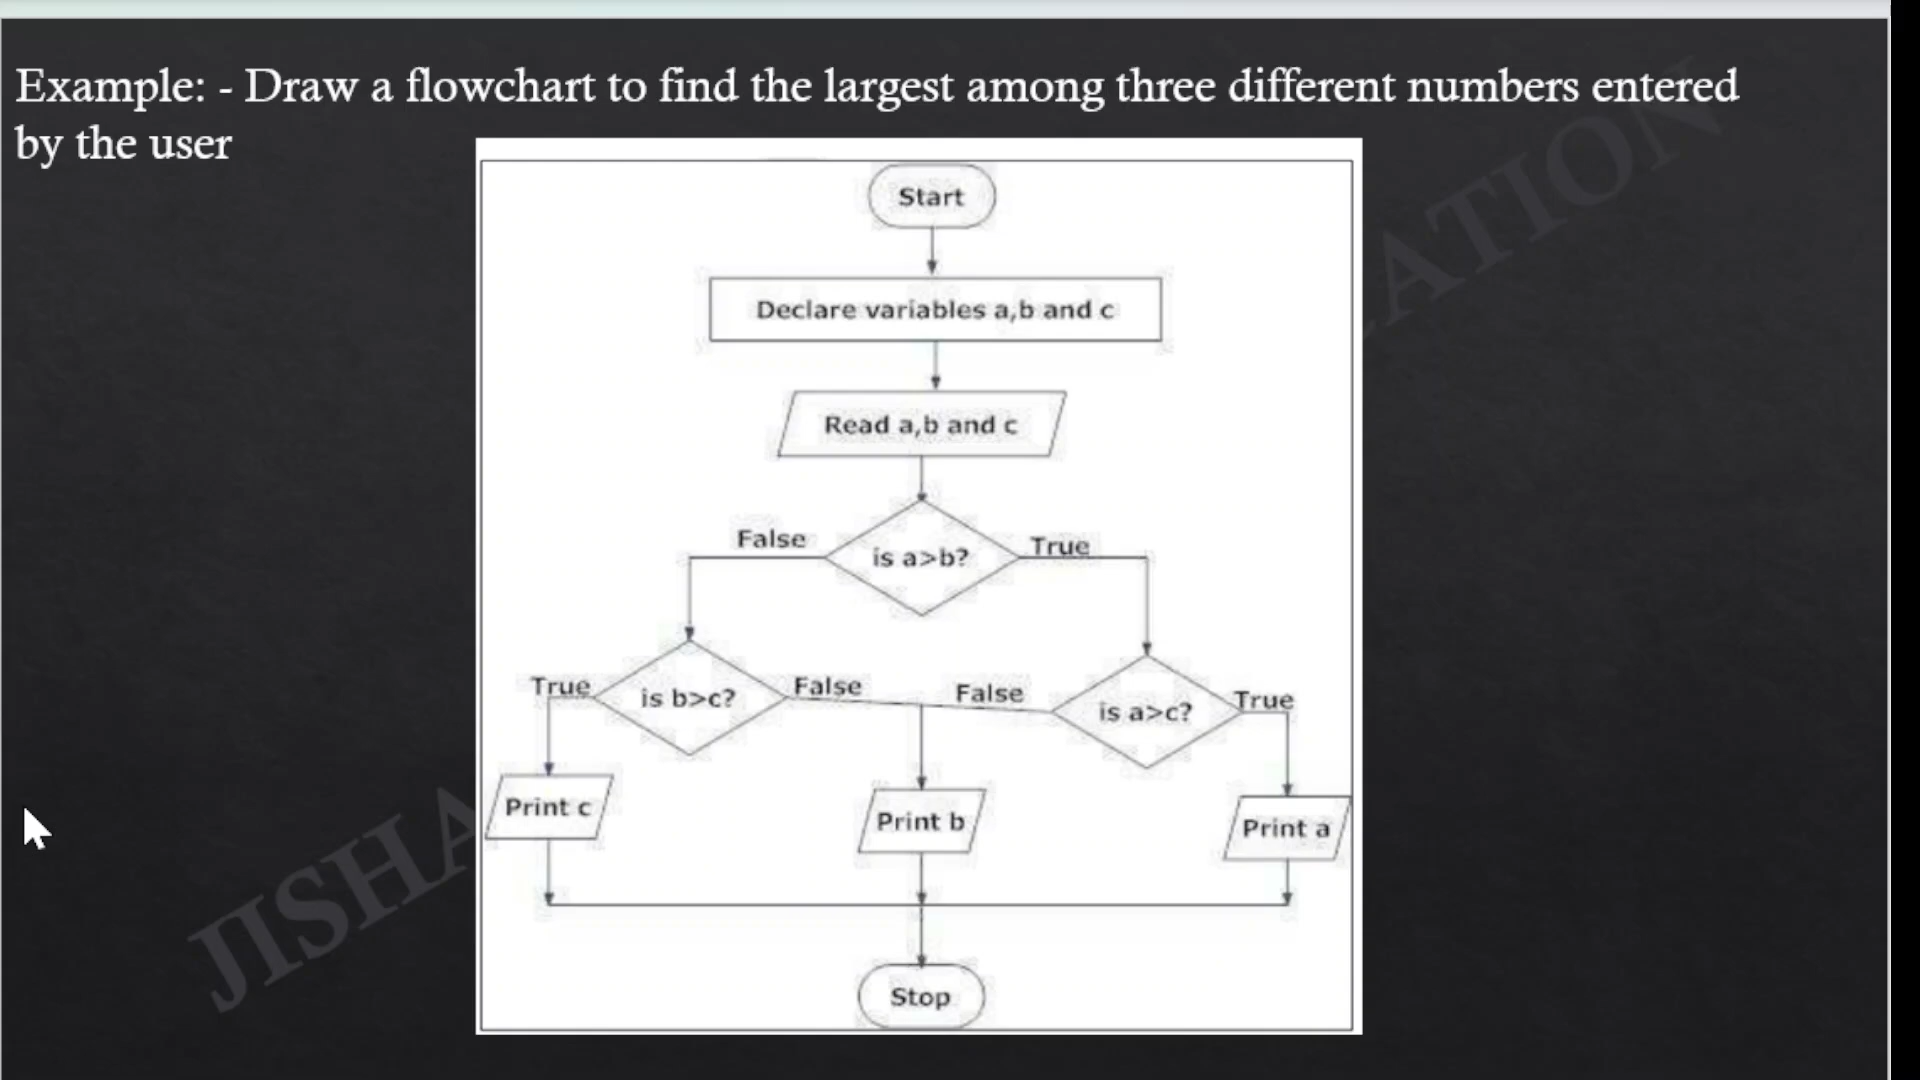 Example: - Draw a flowchart to find the largest among three different numbers entered
by the user
Start
Declare variables a,b and c
Read a,b and c
False
is a>b?
True
True
is b>c?
False
False
is a>c?
True
Print c
Print b
Print a
Stop